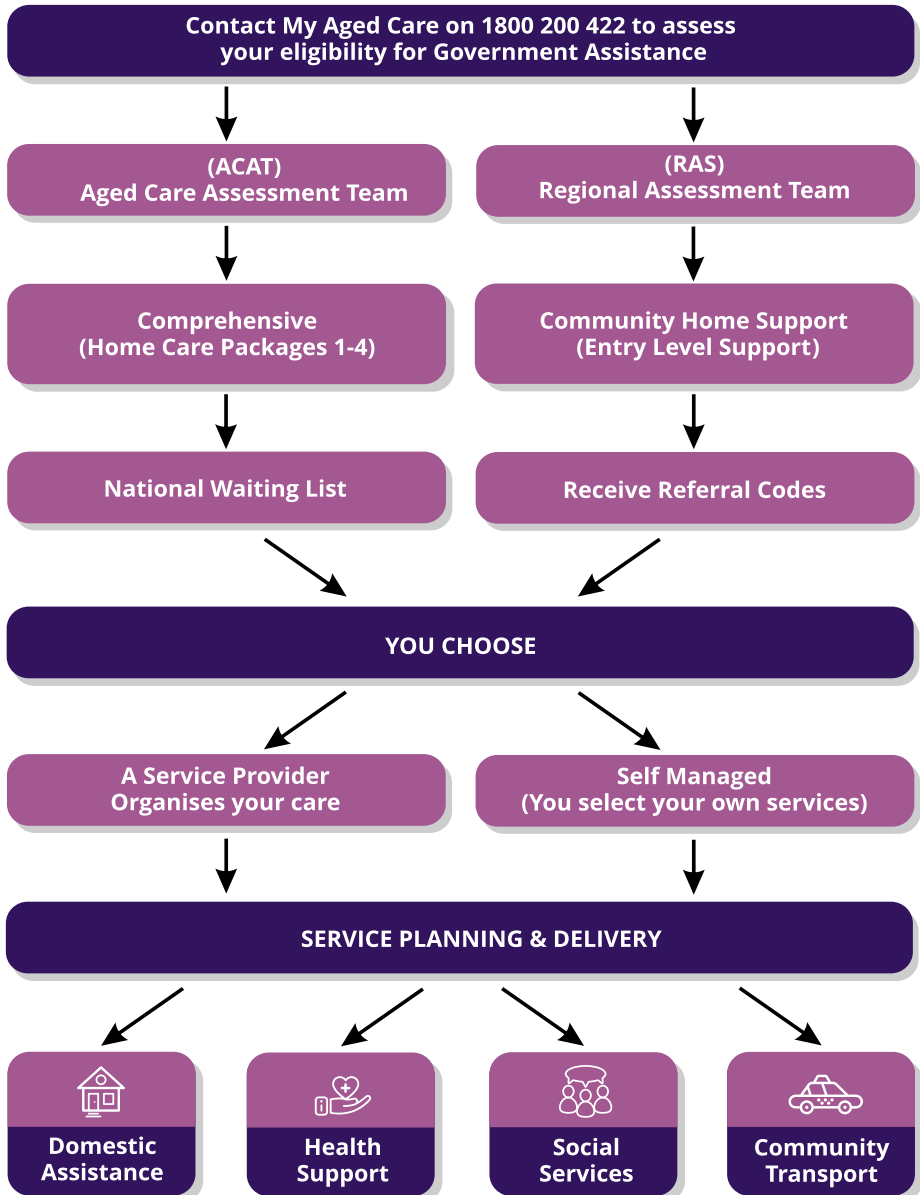 Contact My Aged Care on 1800 200 422 to assess
your eligibility for Government Assistance
(ACAT)
Aged Care Assessment Team
(RAS)
Regional Assessment Team
Comprehensive
(Home Care Packages 1-4)
Community Home Support
(Entry Level Support)
National Waiting List
Receive Referral Codes
YOU CHOOSE
A Service Provider
Organises your care
Self Managed
(You select your own services)
SERVICE PLANNING & DELIVERY
Domestic
Assistance
Health
Support
Social
Services
Community
Transport